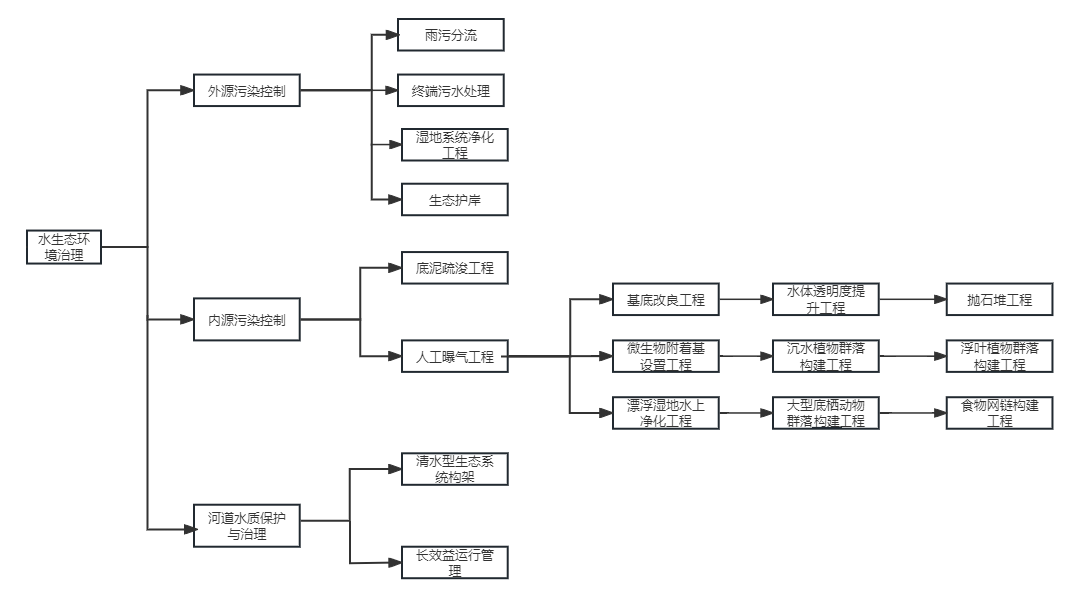 水生态环
境治理
外源污染控制
雨污分流
终端污水处理
湿地系统净化
工程
生态护岸
内源污染控制
底泥疏浚工程
人工曝气工程
基底改良工程
水体透明度提
升工程
抛石堆工程
微生物附着基
设置工程
沉水植物群落
构建工程
浮叶植物群落
构建工程
漂浮湿地水上
净化工程
大型底栖动物
群落构建工程
食物网链构建
工程
河道水质保护
与治理
清水型生态系
统构架
长效益运行管
理